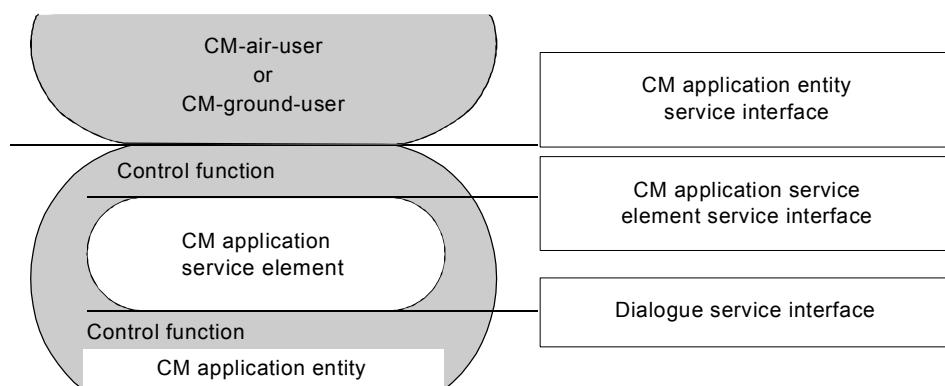 CM-air-user
or
CM-ground-user
CM application entity
service interface
Control function
CM application service
element service interface
CM application
service element
Dialogue service interface
Control function
CM application entity